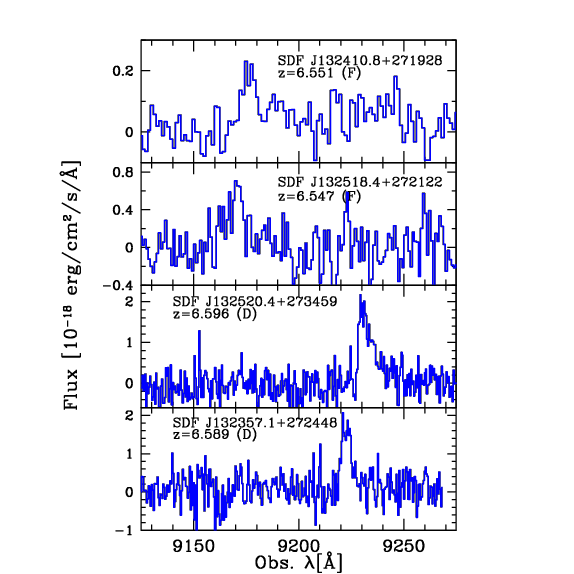 SDF J132410.8+271928
z=6.551 (F)
0.2
0
SDF J132518.4+272122
z=6.547 (F)
0.8
0.4
0
−0.4
SDF J132520.4+273459
z=6.596 (D)
2
1
0
SDF J132357.1+272448
z=6.589 (D)
2
1
0
−1
Flux [10⁻¹⁸ erg/cm²/s/Å]
9150 9200 9250
Obs. λ[Å]